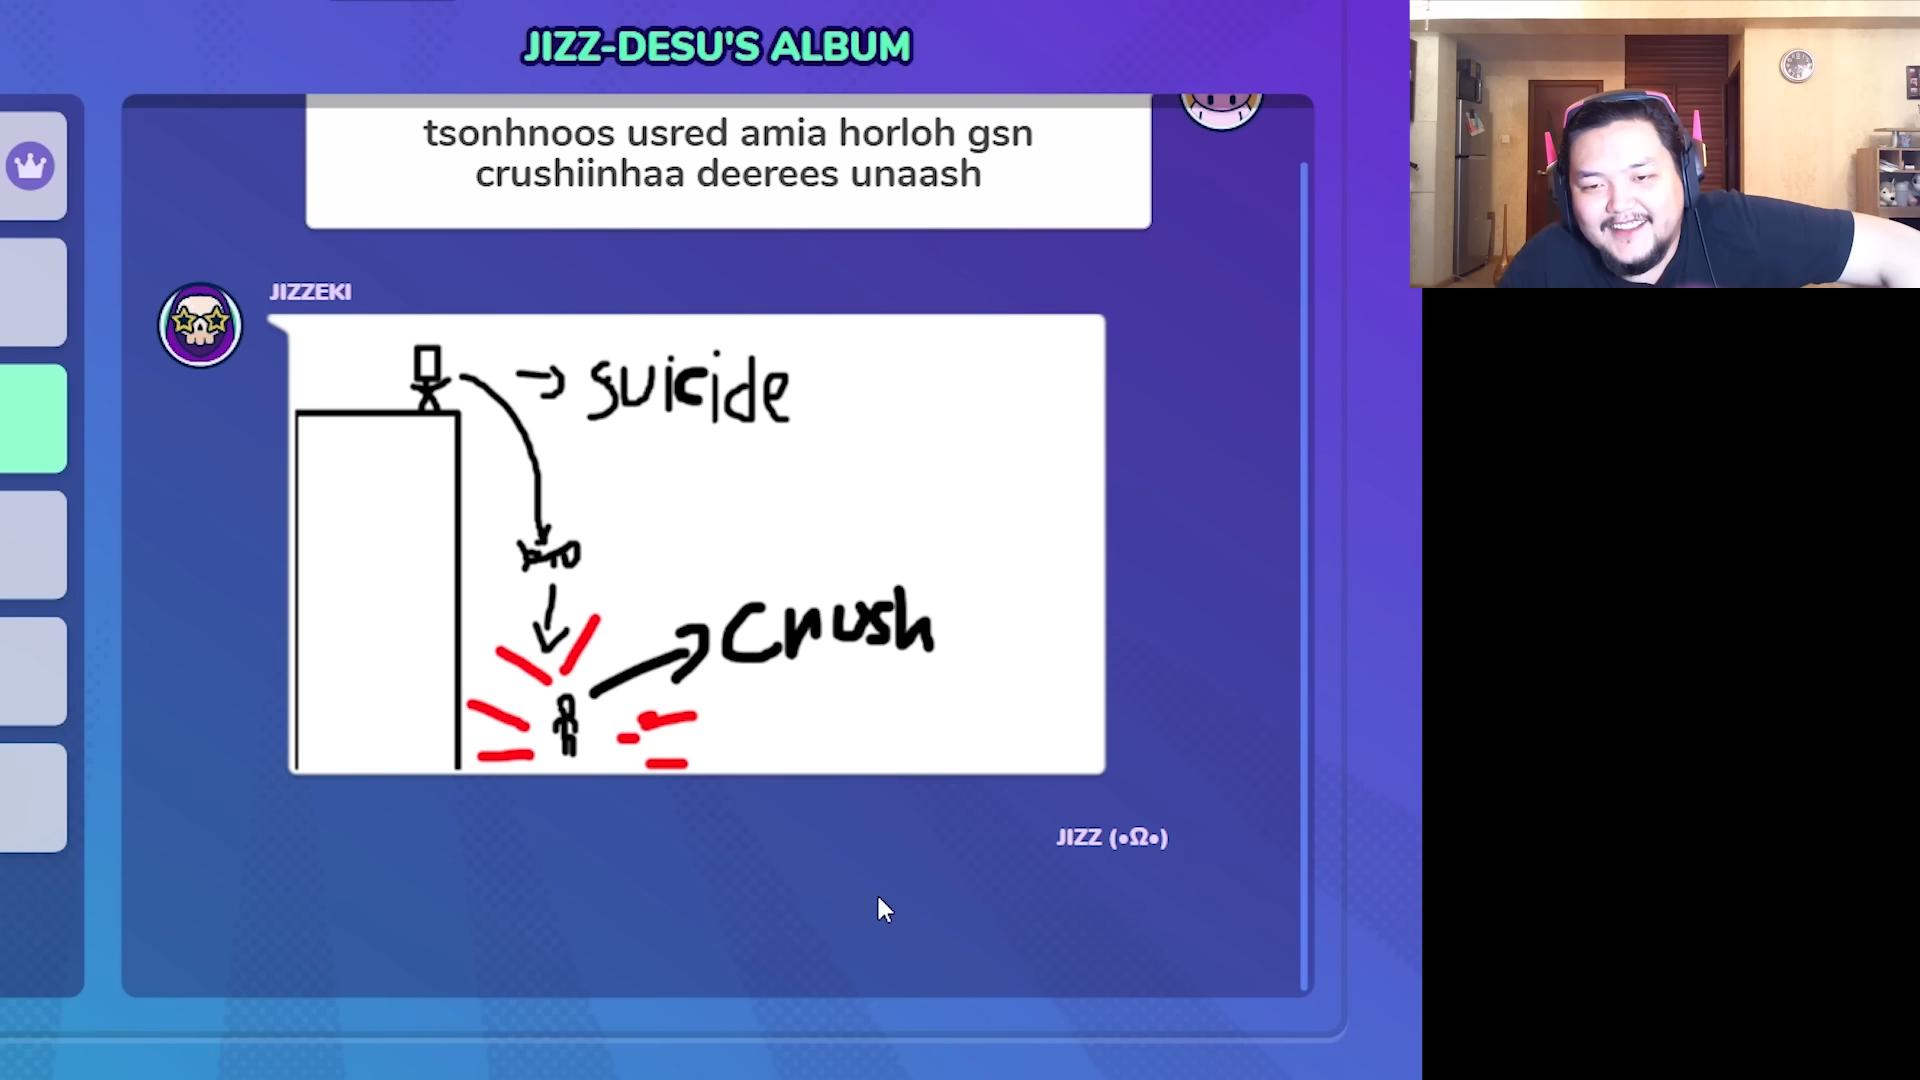 JIZZ-DESU'S ALBUM
tsonhnoos usred amia horloh gsn
crushiinhaa deerees unaash
JIZZEKI
suicide
Crush
JIZZ (•Ω•)